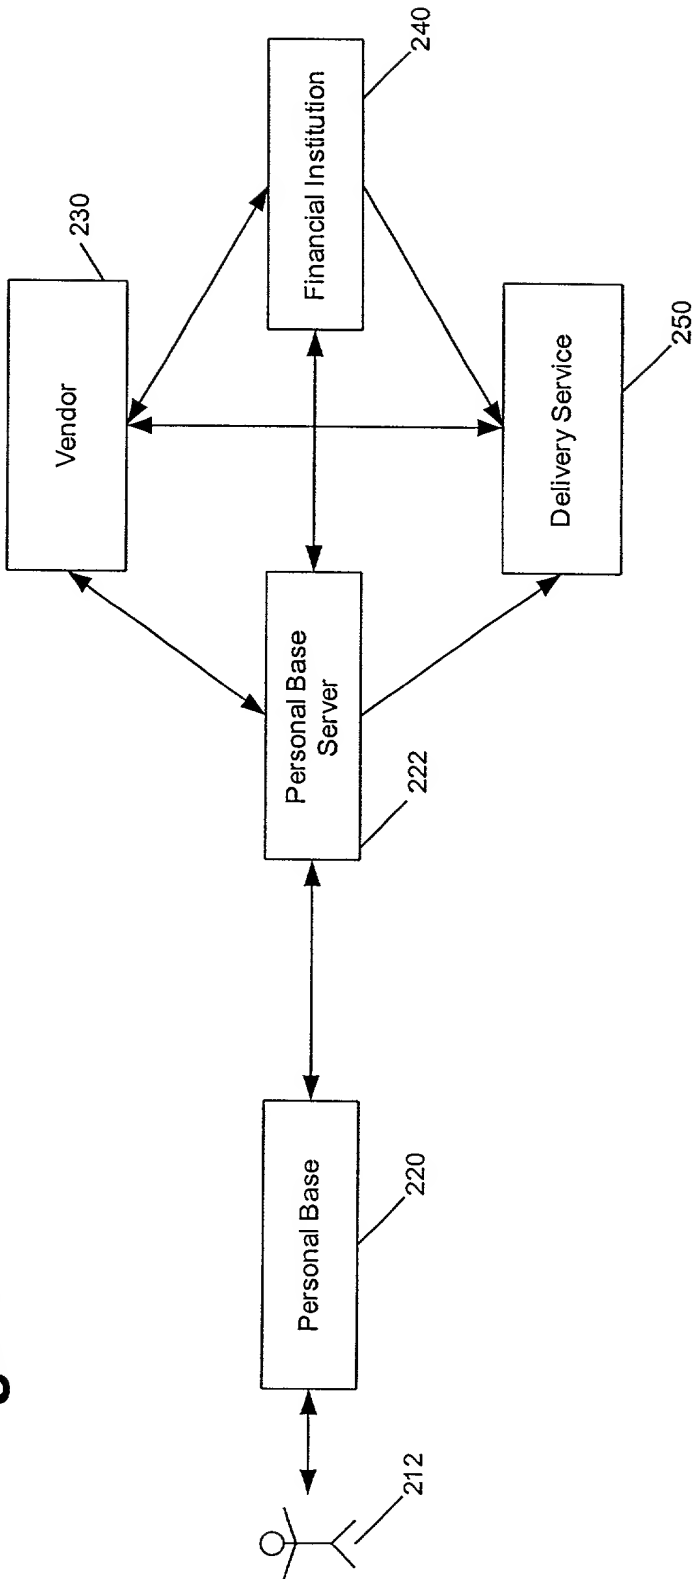 230
Vendor
240
Financial Institution
Personal Base
Server
222
Delivery Service
250
Personal Base
220
212